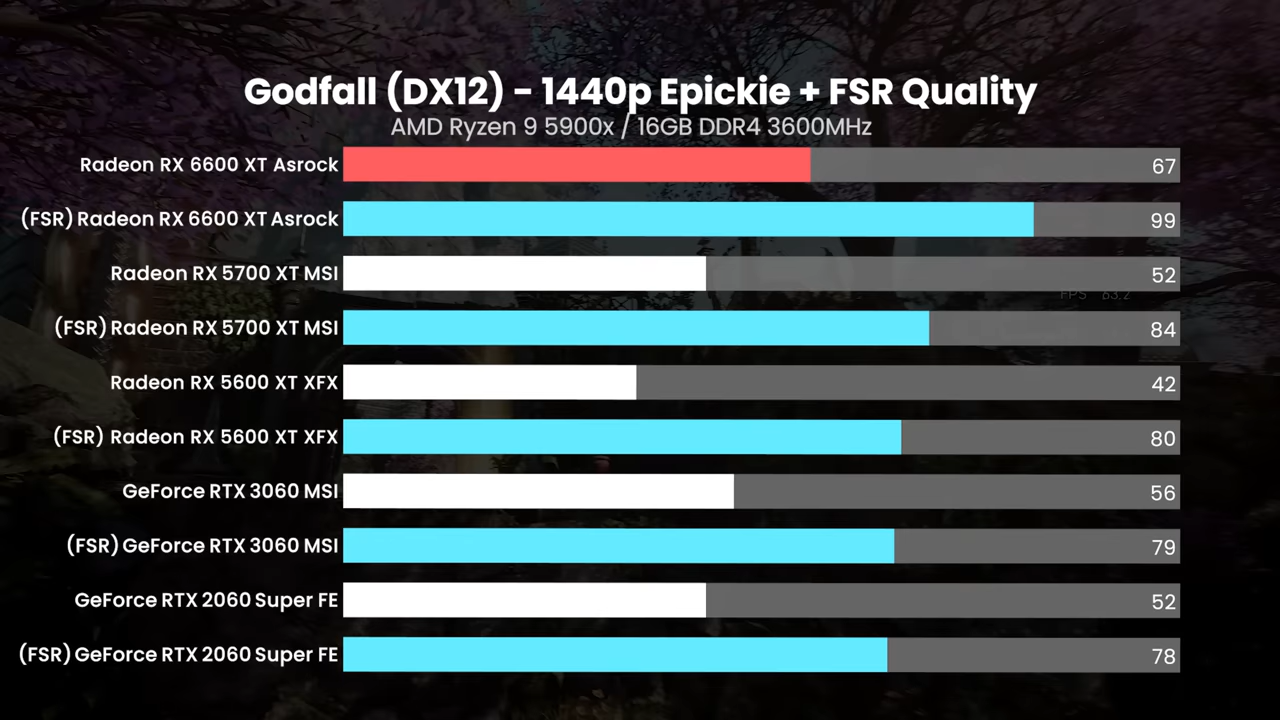 Godfall (DX12) - 1440p Epickie + FSR Quality
AMD Ryzen 9 5900x / 16GB DDR4 3600MHz
Radeon RX 6600 XT Asrock 67
(FSR) Radeon RX 6600 XT Asrock 99
Radeon RX 5700 XT MSI 52
FPS 63.2
(FSR) Radeon RX 5700 XT MSI 84
Radeon RX 5600 XT XFX 42
(FSR) Radeon RX 5600 XT XFX 80
GeForce RTX 3060 MSI 56
(FSR) GeForce RTX 3060 MSI 79
GeForce RTX 2060 Super FE 52
(FSR) GeForce RTX 2060 Super FE 78